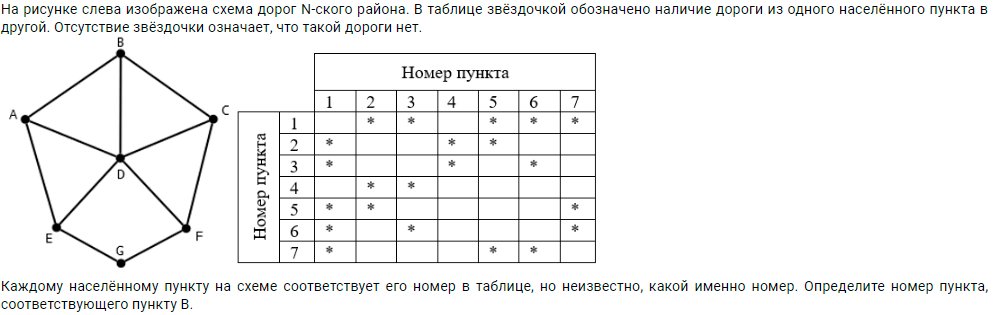 На рисунке слева изображена схема дорог N-ского района. В таблице звёздочкой обозначено наличие дороги из одного населённого пункта в
другой. Отсутствие звёздочки означает, что такой дороги нет.
B
A
C
D
E
F
G
Номер пункта
1 2 3 4 5 6 7
Номер пункта
1 * * * * *
2 * * *
3 * * *
4 * *
5 * * *
6 * * *
7 * * *
Каждому населённому пункту на схеме соответствует его номер в таблице, но неизвестно, какой именно номер. Определите номер пункта,
соответствующего пункту B.